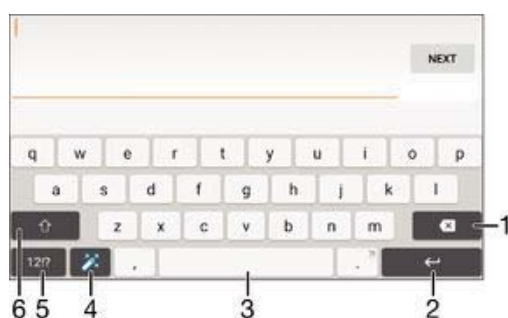 NEXT
q w e r t y u i o p
a s d f g h j k l
z x c v b n m
1
12!? , . ?
6 5 4 3 2